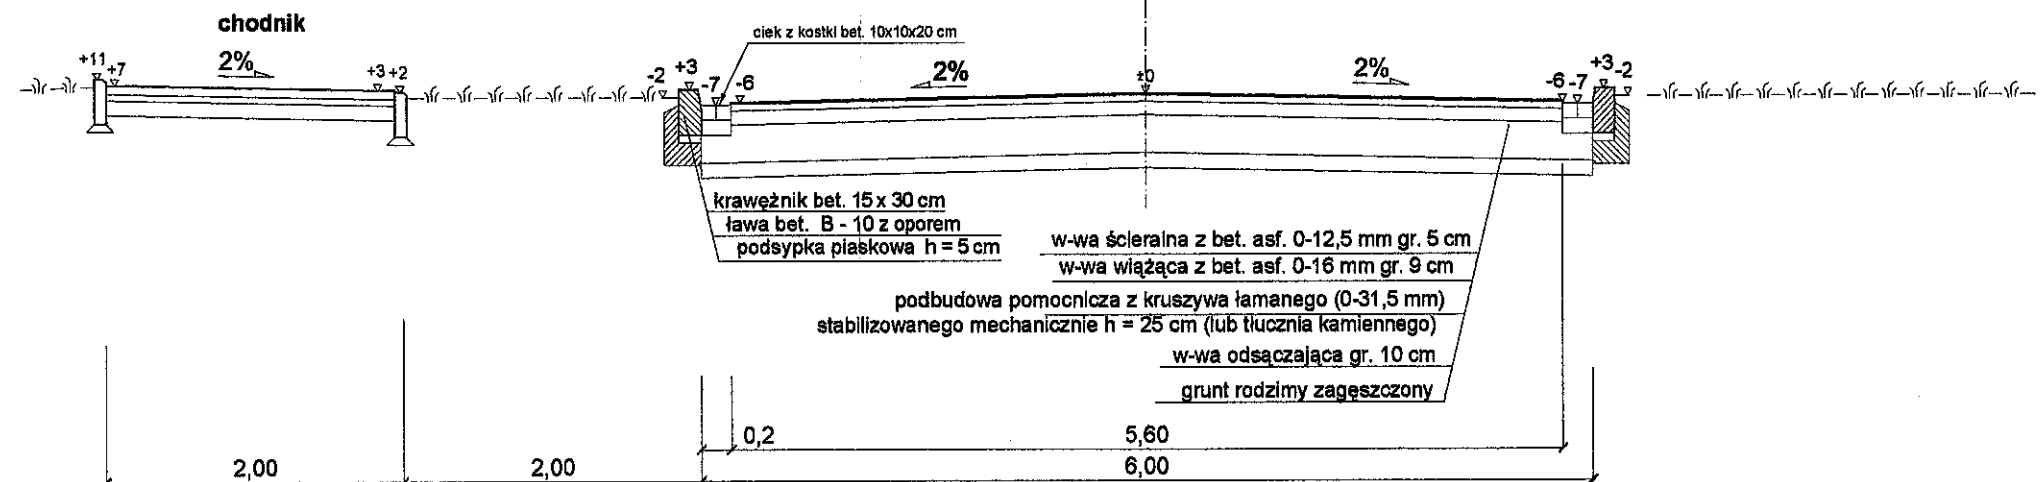 chodnik
ciek z kostki bet. 10x10x20 cm
+11 +7 2% +3 +2
-2 +3 -7 -6 2% ±0 2% -6 -7 +3 -2
krawężnik bet. 15 x 30 cm
ława bet. B - 10 z oporem
podsypka piaskowa h = 5 cm
w-wa ścieralna z bet. asf. 0-12,5 mm gr. 5 cm
w-wa wiążąca z bet. asf. 0-16 mm gr. 9 cm
podbudowa pomocnicza z kruszywa łamanego (0-31,5 mm)
stabilizowanego mechanicznie h = 25 cm (lub tłucznia kamiennego)
w-wa odsączająca gr. 10 cm
grunt rodzimy zagęszczony
0,2 5,60
2,00 2,00 6,00